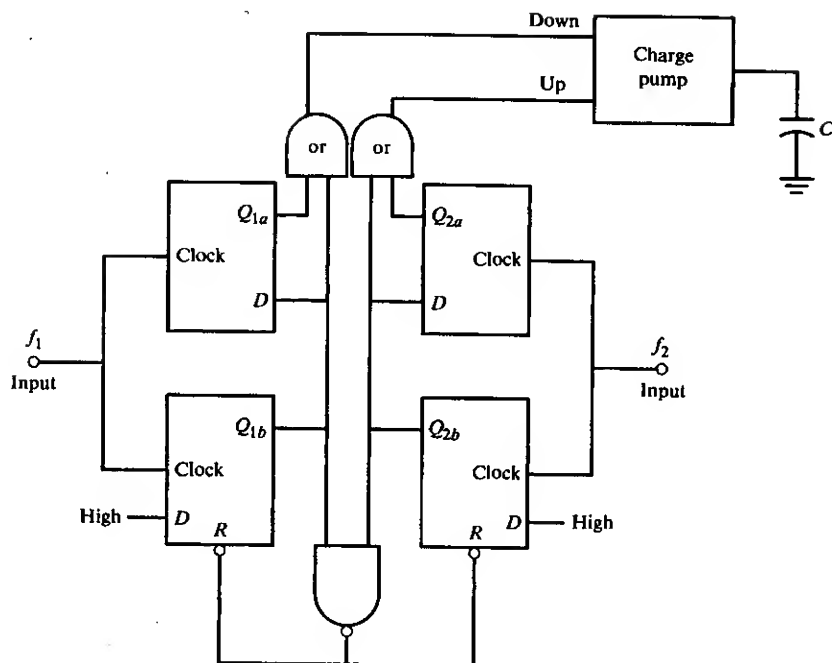 Down
Charge
pump
Up
C
or
or
Q1a
Q2a
Clock
Clock
D
D
f1
Input
f2
Input
Q1b
Q2b
Clock
Clock
High
D
R
R
D
High